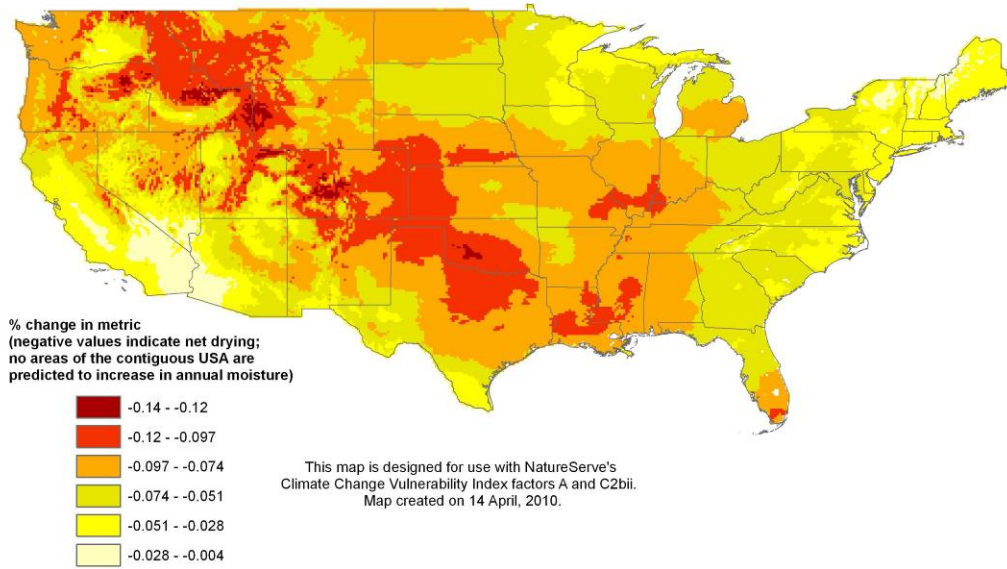 % change in metric
(negative values indicate net drying;
no areas of the contiguous USA are
predicted to increase in annual moisture)
-0.14 - -0.12
-0.12 - -0.097
-0.097 - -0.074
-0.074 - -0.051
-0.051 - -0.028
-0.028 - -0.004
This map is designed for use with NatureServe's
Climate Change Vulnerability Index factors A and C2bii.
Map created on 14 April, 2010.